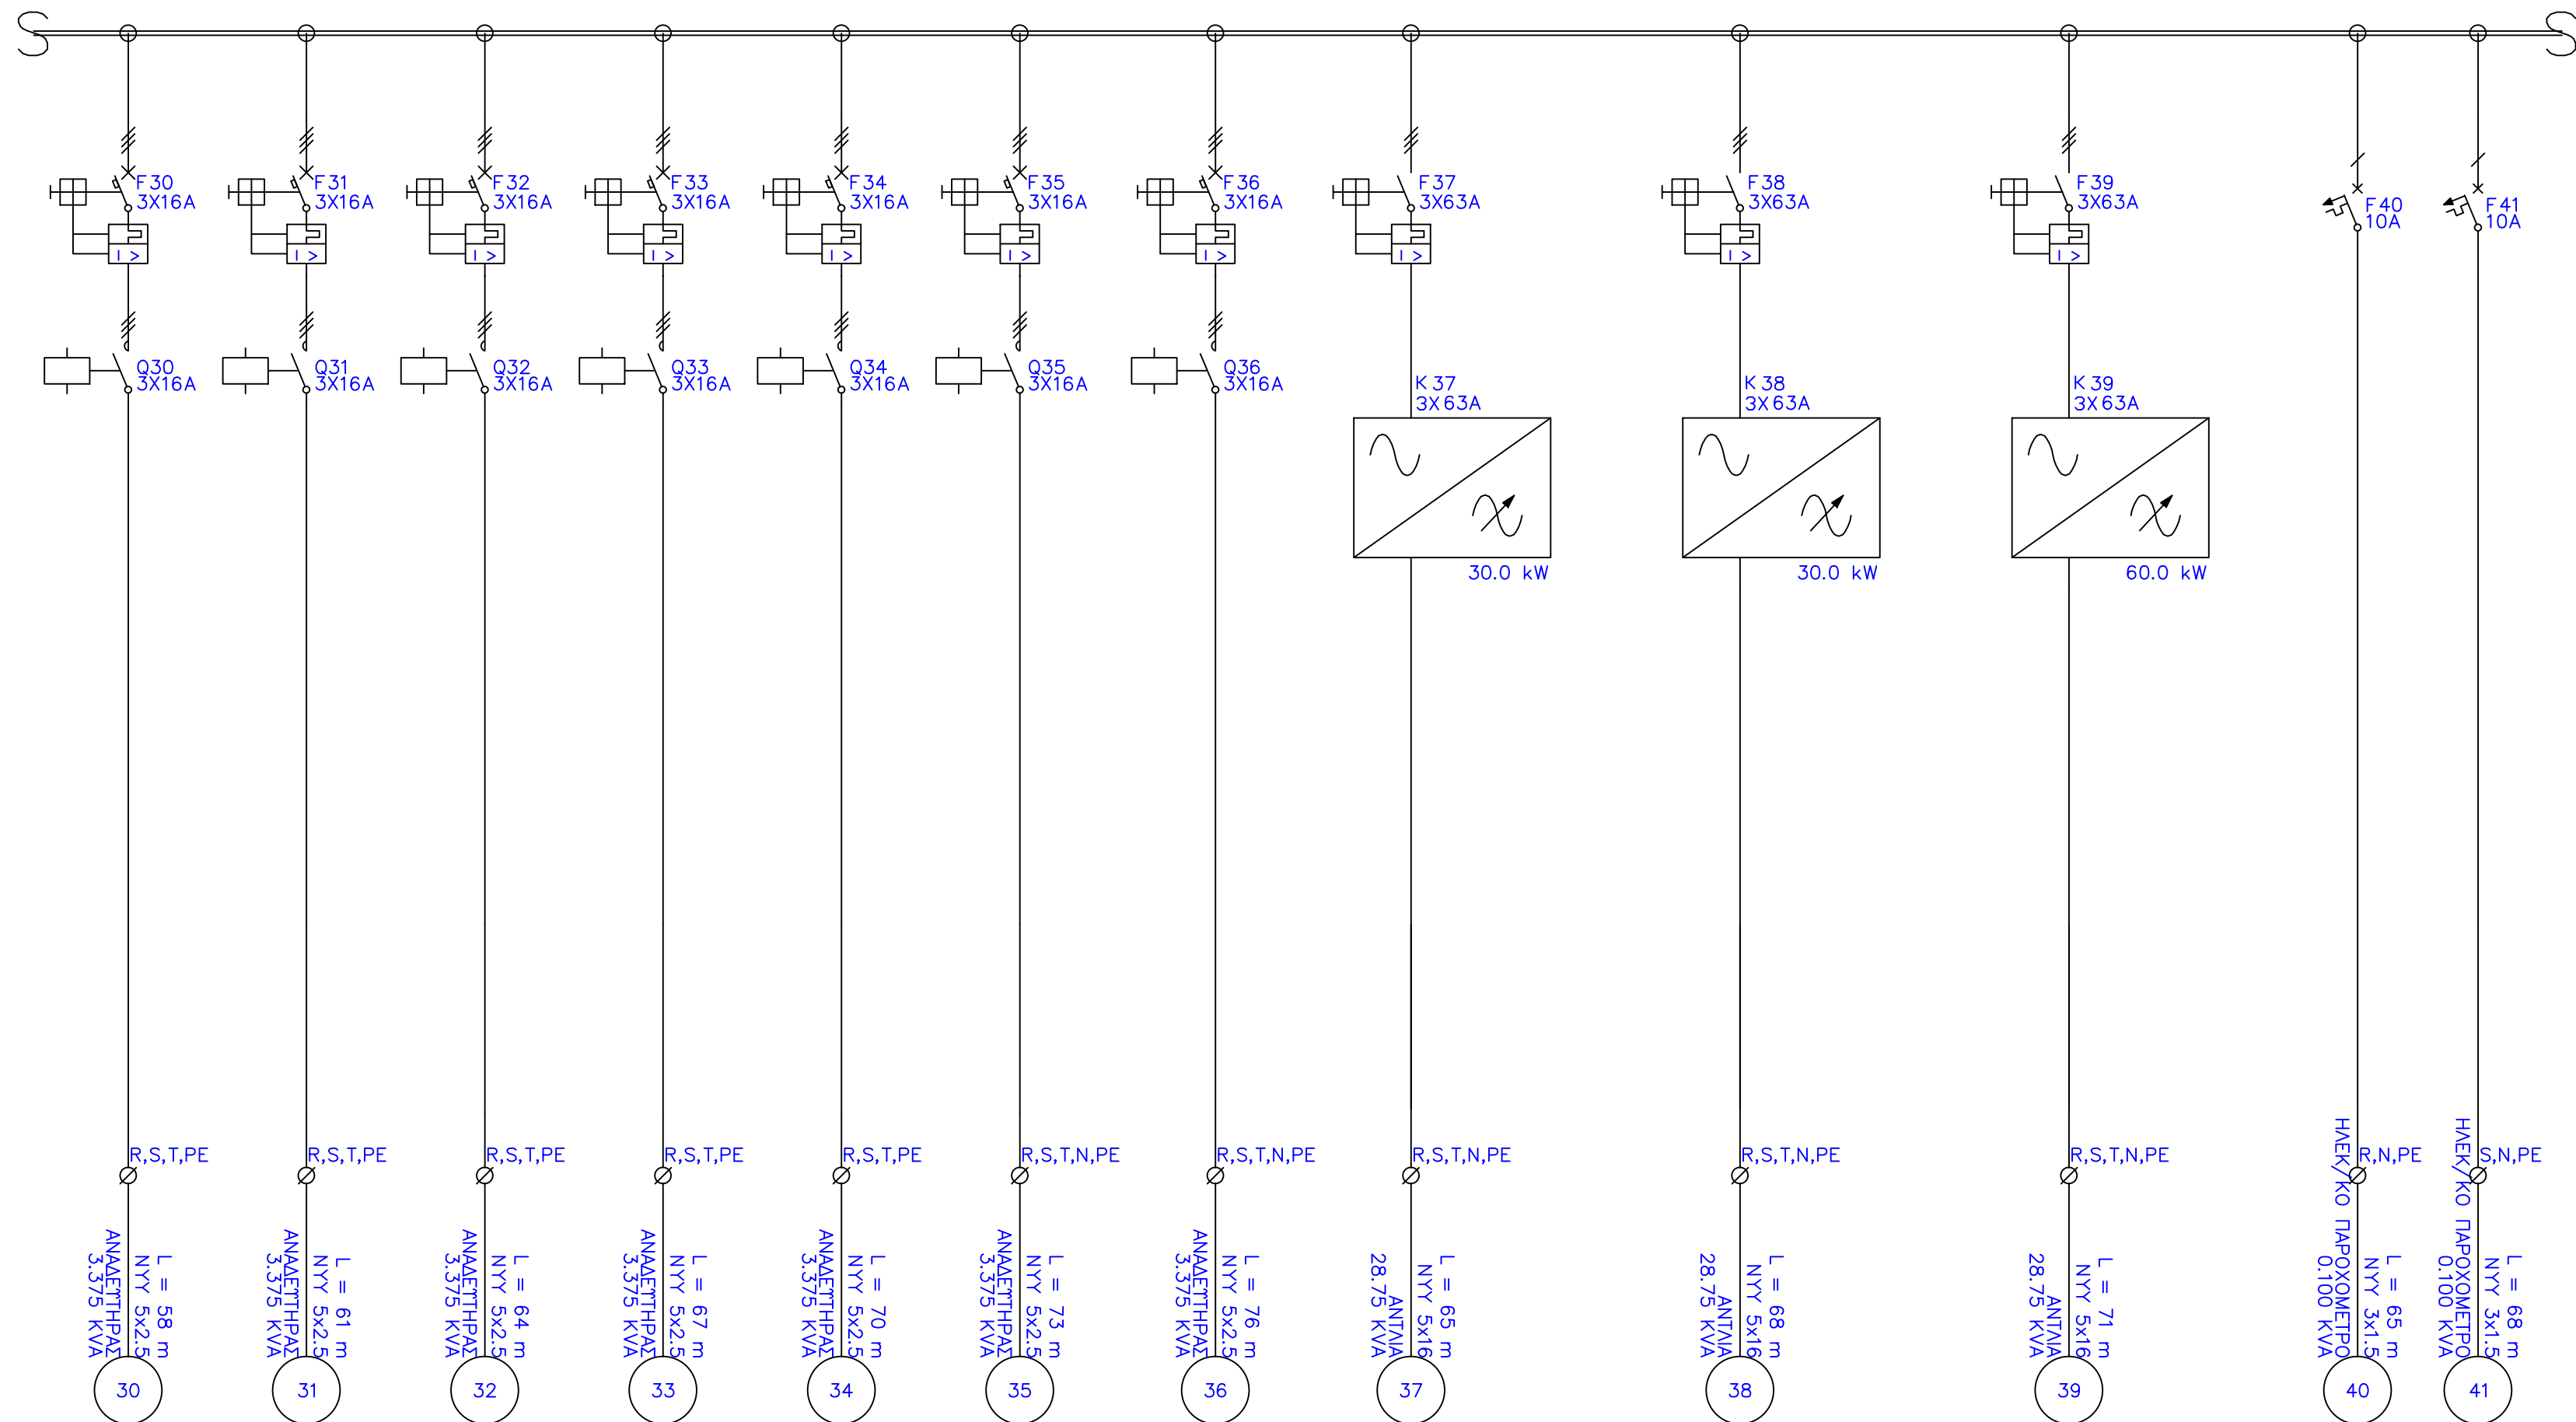 F30
3X16A
F31
3X16A
F32
3X16A
F33
3X16A
F34
3X16A
F35
3X16A
F36
3X16A
F37
3X63A
F38
3X63A
F39
3X63A
F40
10A
F41
10A
I >
I >
I >
I >
I >
I >
I >
I >
I >
I >
Q30
3X16A
Q31
3X16A
Q32
3X16A
Q33
3X16A
Q34
3X16A
Q35
3X16A
Q36
3X16A
K37
3X63A
K38
3X63A
K39
3X63A
30.0 kW
30.0 kW
60.0 kW
R,S,T,PE
R,S,T,PE
R,S,T,PE
R,S,T,PE
R,S,T,PE
R,S,T,N,PE
R,S,T,N,PE
R,S,T,N,PE
R,S,T,N,PE
R,S,T,N,PE
R,N,PE
S,N,PE
L = 58 m
NYY 5x2.5
ΑΝΑΔΕΥΤΗΡΑΣ
3.375 KVA
L = 61 m
NYY 5x2.5
ΑΝΑΔΕΥΤΗΡΑΣ
3.375 KVA
L = 64 m
NYY 5x2.5
ΑΝΑΔΕΥΤΗΡΑΣ
3.375 KVA
L = 67 m
NYY 5x2.5
ΑΝΑΔΕΥΤΗΡΑΣ
3.375 KVA
L = 70 m
NYY 5x2.5
ΑΝΑΔΕΥΤΗΡΑΣ
3.375 KVA
L = 73 m
NYY 5x2.5
ΑΝΑΔΕΥΤΗΡΑΣ
3.375 KVA
L = 76 m
NYY 5x2.5
ΑΝΑΔΕΥΤΗΡΑΣ
3.375 KVA
L = 65 m
NYY 5x16
ΑΝΤΛΙΑ
28.75 KVA
L = 68 m
NYY 5x16
ΑΝΤΛΙΑ
28.75 KVA
L = 71 m
NYY 5x16
ΑΝΤΛΙΑ
28.75 KVA
L = 65 m
NYY 3x1.5
ΗΛΕΚ/ΚΟ ΠΑΡΟΧΟΜΕΤΡΟ
0.100 KVA
L = 68 m
NYY 3x1.5
ΗΛΕΚ/ΚΟ ΠΑΡΟΧΟΜΕΤΡΟ
0.100 KVA
30
31
32
33
34
35
36
37
38
39
40
41